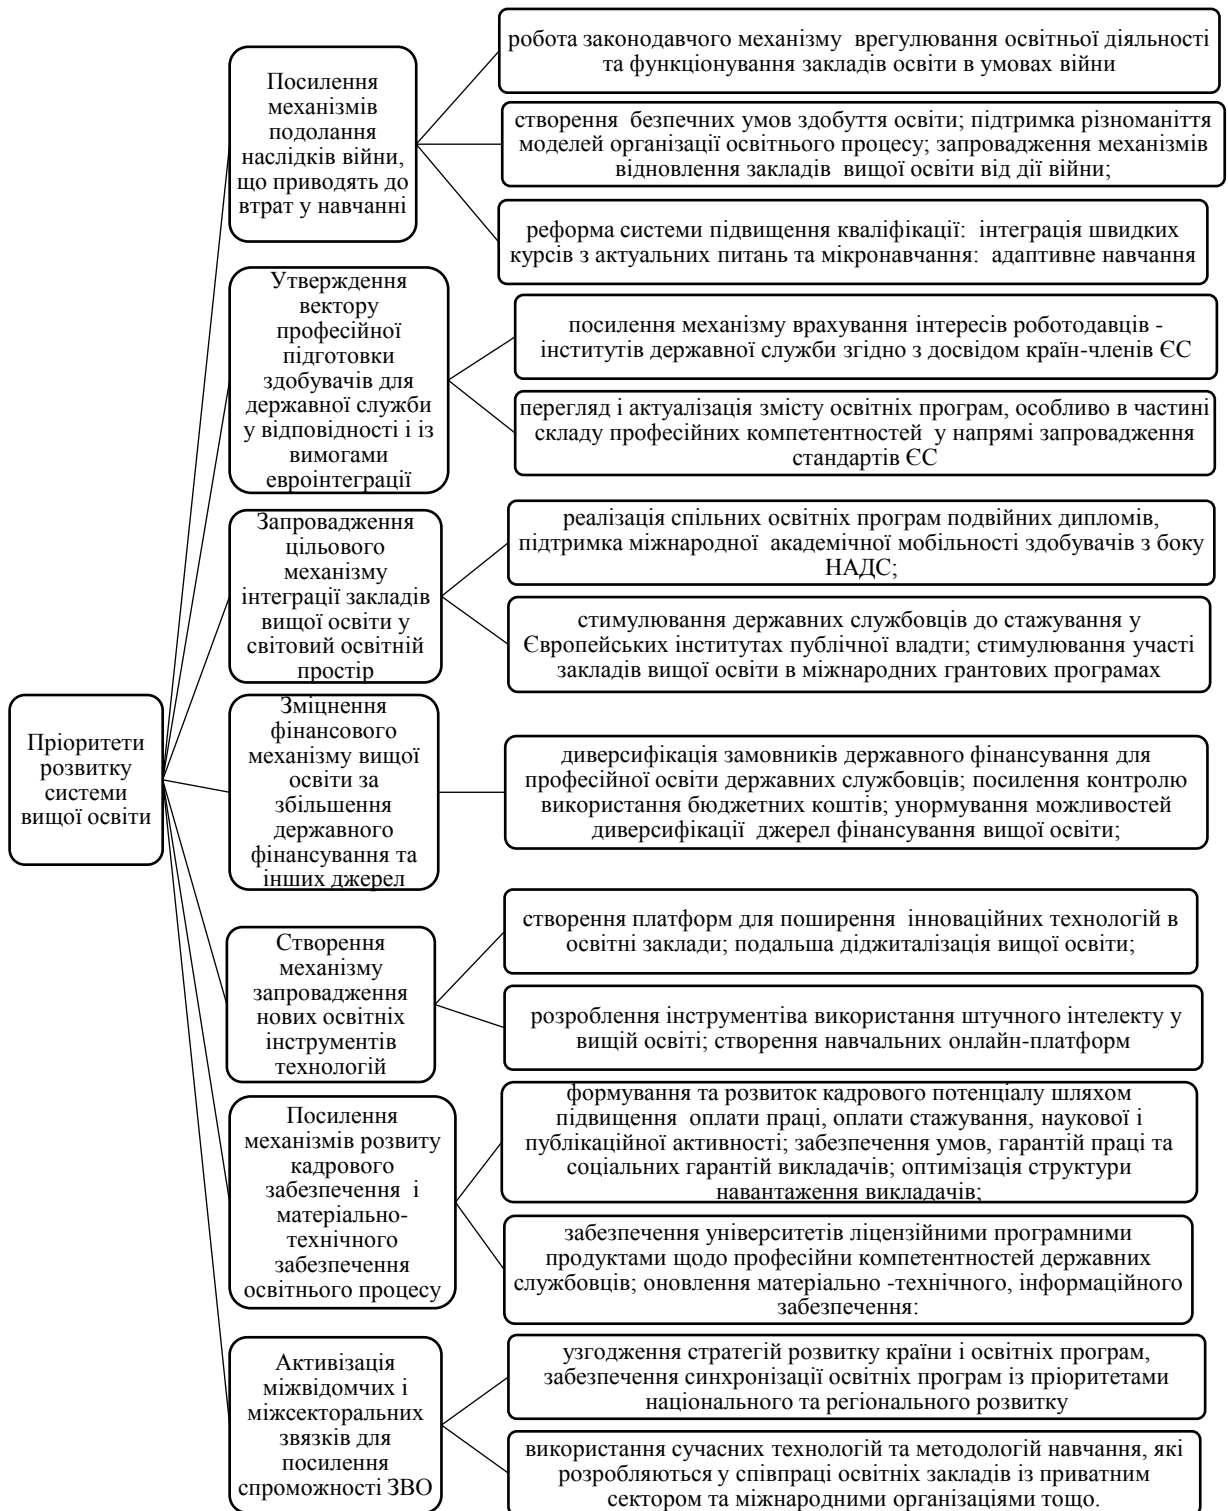 Пріоритети
розвитку
системи
вищої освіти
Посилення
механізмів
подолання
наслідків війни,
що приводять до
втрат у навчанні
робота законодавчого механізму врегулювання освітньої діяльності
та функціонування закладів освіти в умовах війни
створення безпечних умов здобуття освіти; підтримка різноманіття
моделей організації освітнього процесу; запровадження механізмів
відновлення закладів вищої освіти від дії війни;
реформа системи підвищення кваліфікації: інтеграція швидких
курсів з актуальних питань та мікронавчання: адаптивне навчання
Утверждення
вектору
професійної
підготовки
здобувачів для
державної служби
у відповідності і із
вимогами
євроінтеграції
посилення механізму врахування інтересів роботодавців -
інститутів державної служби згідно з досвідом країн-членів ЄС
перегляд і актуалізація змісту освітніх програм, особливо в частині
складу професійних компетентностей у напрямі запровадження
стандартів ЄС
Запровадження
цільового
механізму
інтеграції закладів
вищої освіти у
світовий освітній
простір
реалізація спільних освітніх програм подвійних дипломів,
підтримка міжнародної академічної мобільності здобувачів з боку
НАДС;
стимулювання державних службовців до стажування у
Європейських інститутах публічної владти; стимулювання участі
закладів вищої освіти в міжнародних грантових програмах
Зміцнення
фінансового
механізму вищої
освіти за
збільшення
державного
фінансування та
інших джерел
диверсифікація замовників державного фінансування для
професійної освіти державних службовців; посилення контролю
використання бюджетних коштів; унормування можливостей
диверсифікації джерел фінансування вищої освіти;
Створення
механізму
запровадження
нових освітніх
інструментів
технологій
створення платформ для поширення інноваційних технологій в
освітні заклади; подальша діджиталізація вищої освіти;
розроблення інструментіва використання штучного інтелекту у
вищій освіті; створення навчальних онлайн-платформ
Посилення
механізмів розвиту
кадрового
забезпечення і
матеріально-
технічного
забезпечення
освітнього процесу
формування та розвиток кадрового потенціалу шляхом
підвищення оплати праці, оплати стажування, наукової і
публікаційної активності; забезпечення умов, гарантій праці та
соціальних гарантій викладачів; оптимізація структури
навантаження викладачів;
забезпечення університетів ліцензійними програмними
продуктами щодо професійни компетентностей державних
службовців; оновлення матеріально -технічного, інформаційного
забезпечення:
Активізація
міжвідомчих і
міжсекторальних
звязків для
посилення
спроможності ЗВО
узгодження стратегій розвитку країни і освітніх програм,
забезпечення синхронізації освітніх програм із пріоритетами
національного та регіонального розвитку
використання сучасних технологій та методологій навчання, які
розробляються у співпраці освітніх закладів із приватним
сектором та міжнародними організаціями тощо.